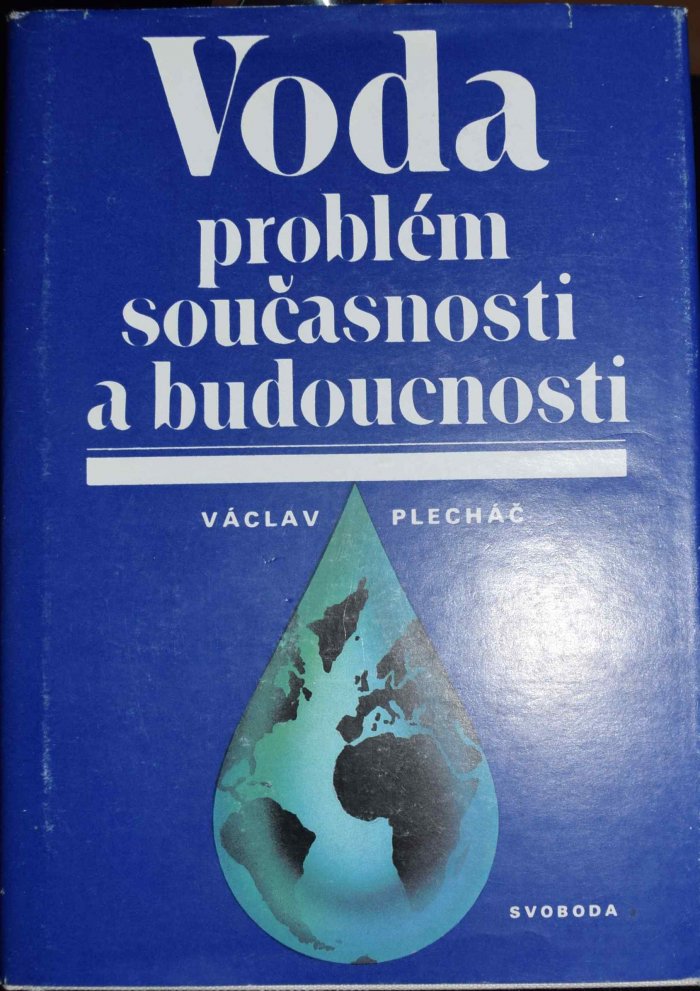 Voda
problém
současnosti
a budoucnosti
VÁCLAV PLECHÁČ
SVOBODA